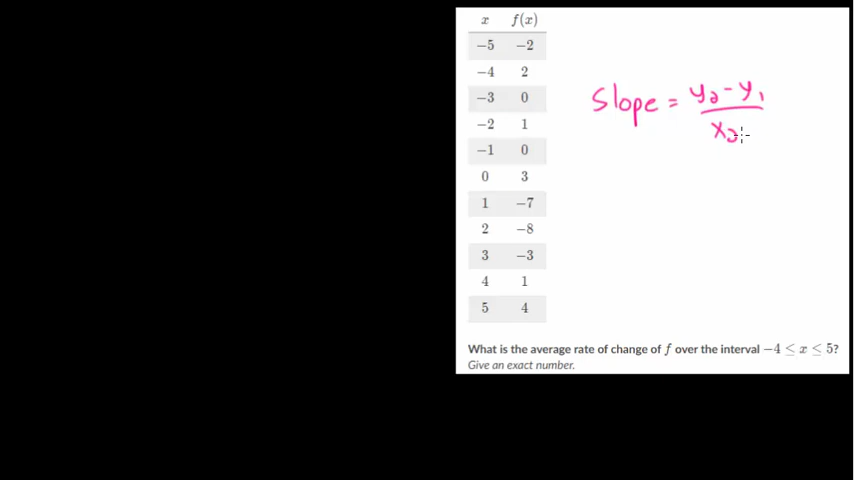 x f(x)
−5 −2
−4 2
−3 0
−2 1
−1 0
0 3
1 −7
2 −8
3 −3
4 1
5 4
Slope = y₂ - y₁
x₂
What is the average rate of change of f over the interval −4 ≤ x ≤ 5?
Give an exact number.